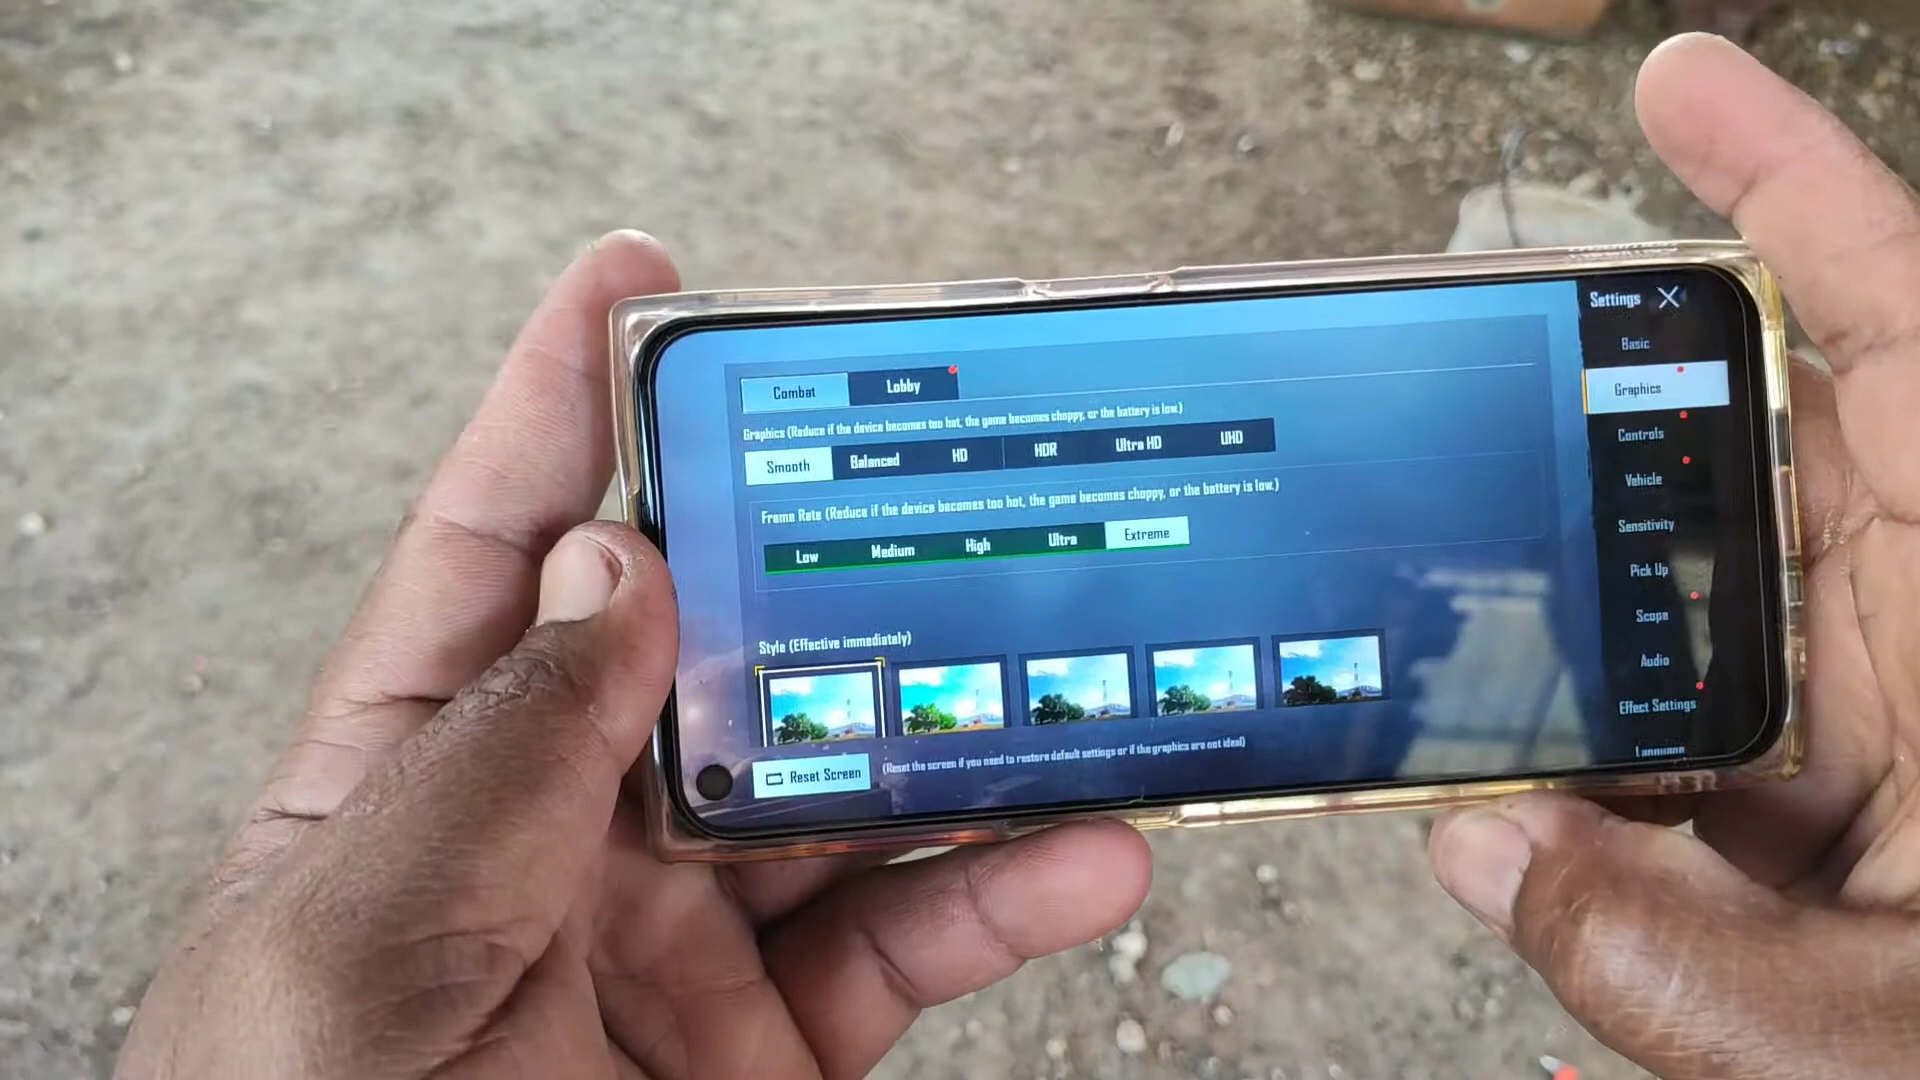 Settings
Basic
Graphics
Controls
Vehicle
Sensitivity
Pick Up
Scope
Audio
Effect Settings
Language
Combat Lobby
Graphics (Reduce if the device becomes too hot, the game becomes choppy, or the battery is low.)
Smooth Balanced HD HDR Ultra HD UHD
Frame Rate (Reduce if the device becomes too hot, the game becomes choppy, or the battery is low.)
Low Medium High Ultra Extreme
Style (Effective immediately)
Reset Screen (Reset the screen if you need to restore default settings or if the graphics are not ideal)